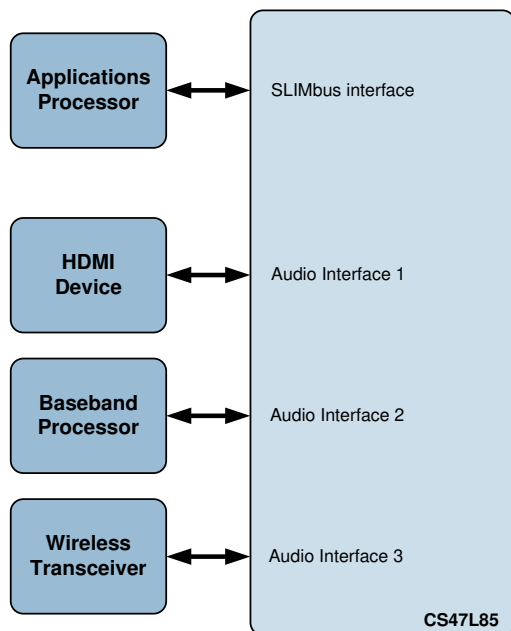 Applications
Processor
SLIMbus interface
HDMI
Device
Audio Interface 1
Baseband
Processor
Audio Interface 2
Wireless
Transceiver
Audio Interface 3
CS47L85